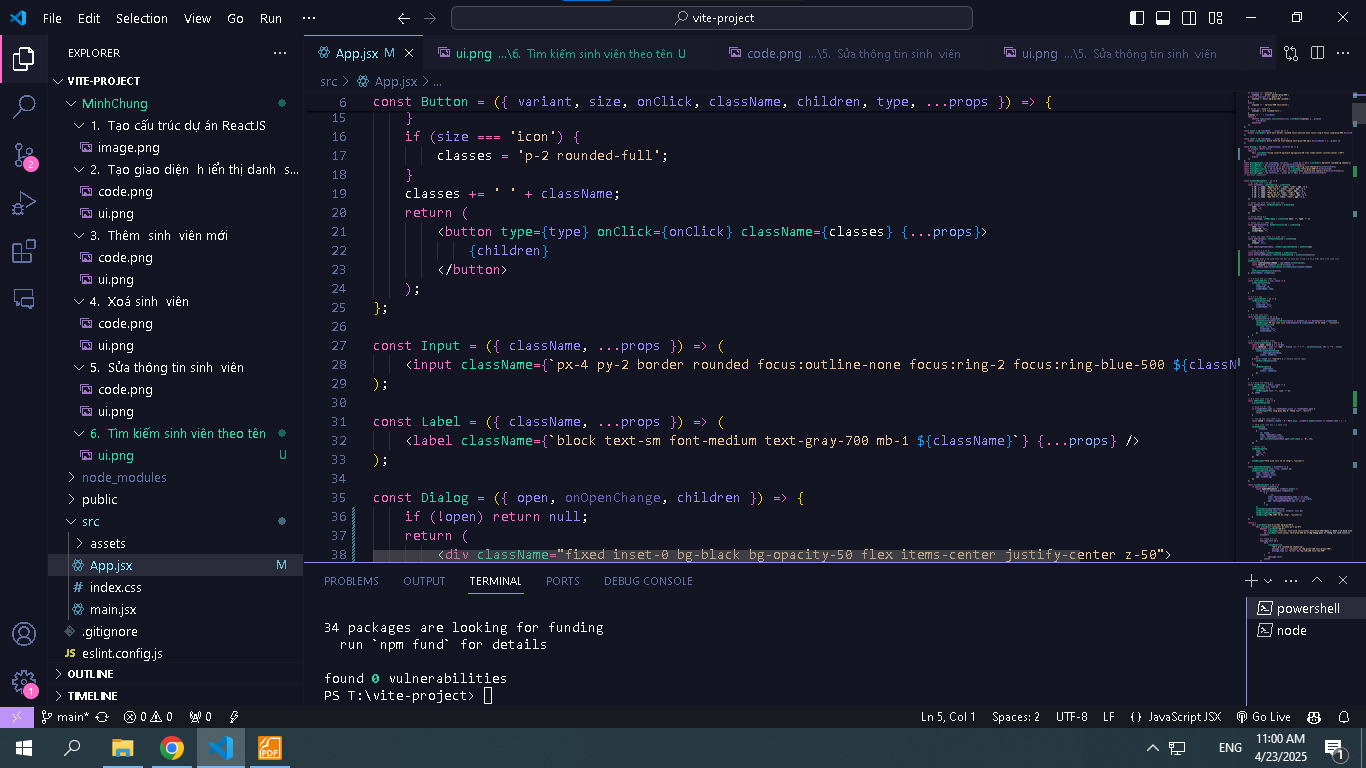 File Edit Selection View Go Run ··· vite-project
EXPLORER ···
VITE-PROJECT
MinhChung
1. Tạo cấu trúc dự án ReactJS
image.png
2. Tạo giao diện h iển thị danh s...
code.png
ui.png
3. Thêm sinh viên mới
code.png
ui.png
4. Xoá sinh viên
code.png
ui.png
5. Sửa thông tin sinh viên
code.png
ui.png
6. Tìm kiếm sinh viên theo tên
ui.png U
node_modules
public
src
assets
App.jsx M
index.css
main.jsx
.gitignore
eslint.config.js
OUTLINE
TIMELINE
2
1
App.jsx M ui.png ...\6. Tìm kiếm sinh viên theo tên U code.png ...\5. Sửa thông tin sinh viên ui.png ...\5. Sửa thông tin sinh viên
src > App.jsx > ...
6 const Button = ({ variant, size, onClick, className, children, type, ...props }) => {
15 }
16 if (size === 'icon') {
17 classes = 'p-2 rounded-full';
18 }
19 classes += ' ' + className;
20 return (
21 <button type={type} onClick={onClick} className={classes} {...props}>
22 {children}
23 </button>
24 );
25 };
26
27 const Input = ({ className, ...props }) => (
28 <input className={`px-4 py-2 border rounded focus:outline-none focus:ring-2 focus:ring-blue-500 ${classN
29 );
30
31 const Label = ({ className, ...props }) => (
32 <label className={`block text-sm font-medium text-gray-700 mb-1 ${className}`} {...props} />
33 );
34
35 const Dialog = ({ open, onOpenChange, children }) => {
36 if (!open) return null;
37 return (
38 <div className="fixed inset-0 bg-black bg-opacity-50 flex items-center justify-center z-50">
PROBLEMS OUTPUT TERMINAL PORTS DEBUG CONSOLE
34 packages are looking for funding
run `npm fund` for details
found 0 vulnerabilities
PS T:\vite-project>
powershell
node
main* 0 0 0 Ln 5, Col 1 Spaces: 2 UTF-8 LF {} JavaScript JSX Go Live
PDF ENG 11:00 AM
4/23/2025
1